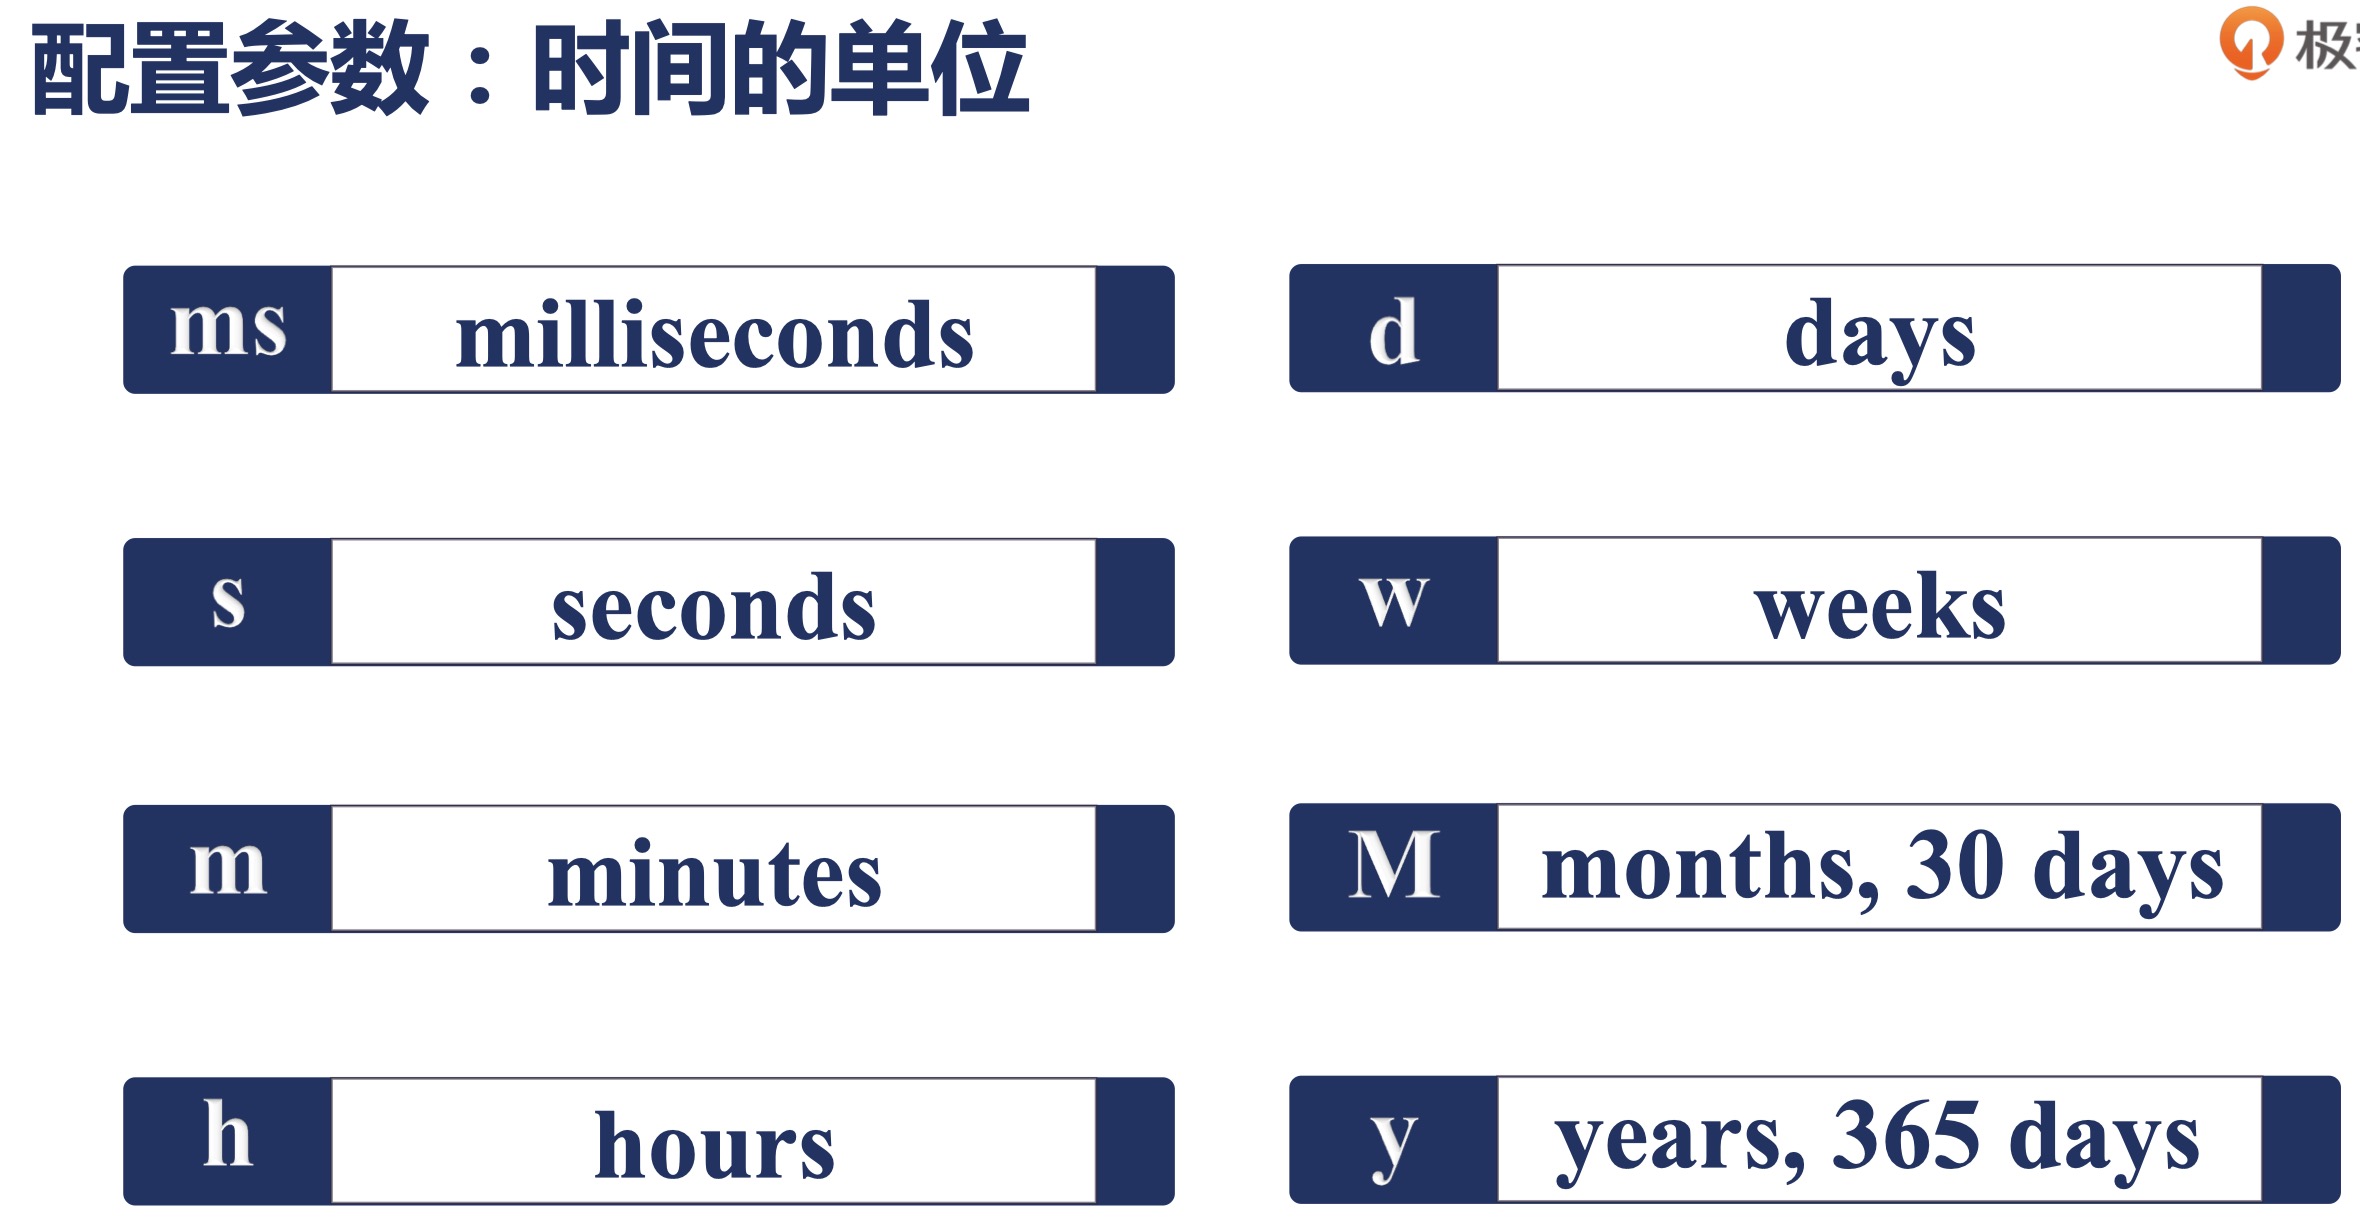 配置参数：时间的单位
极
ms milliseconds
d days
s seconds
w weeks
m minutes
M months, 30 days
h hours
y years, 365 days